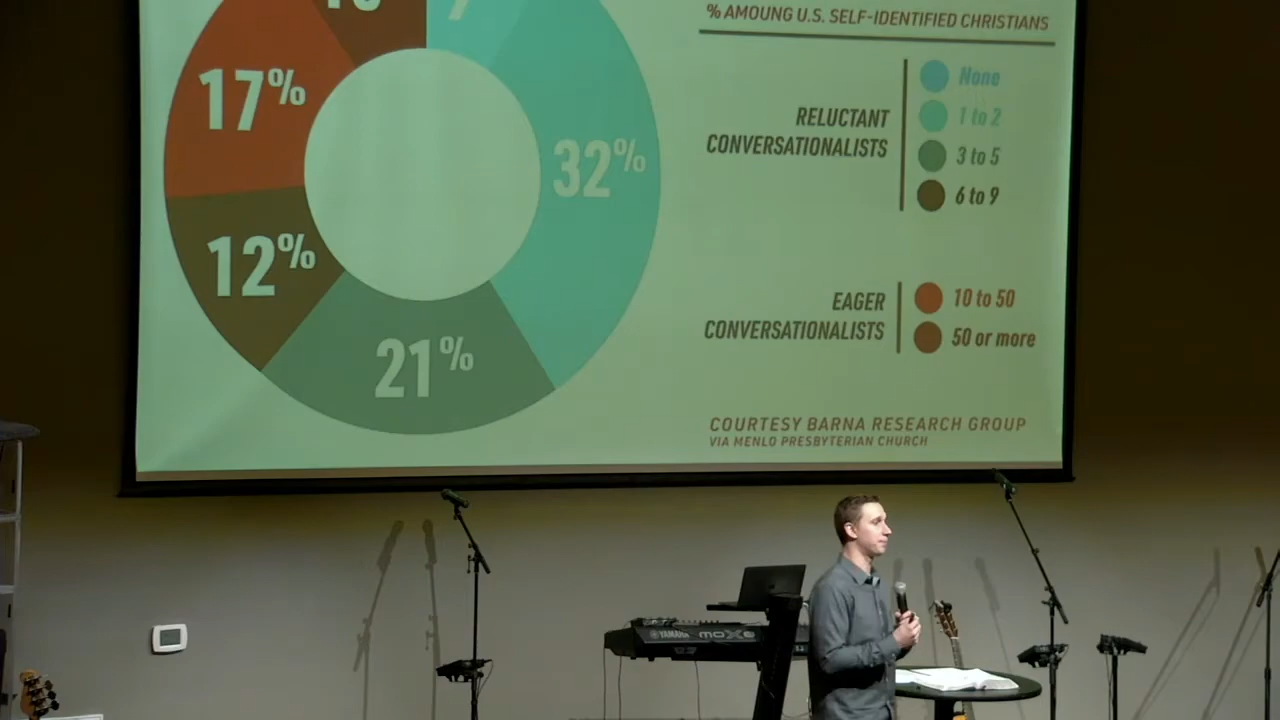 % AMOUNG U.S. SELF-IDENTIFIED CHRISTIANS
17%
32%
12%
21%
RELUCTANT
CONVERSATIONALISTS
None
1 to 2
3 to 5
6 to 9
EAGER
CONVERSATIONALISTS
10 to 50
50 or more
COURTESY BARNA RESEARCH GROUP
VIA MENLO PRESBYTERIAN CHURCH
YAMAHA MOXF6